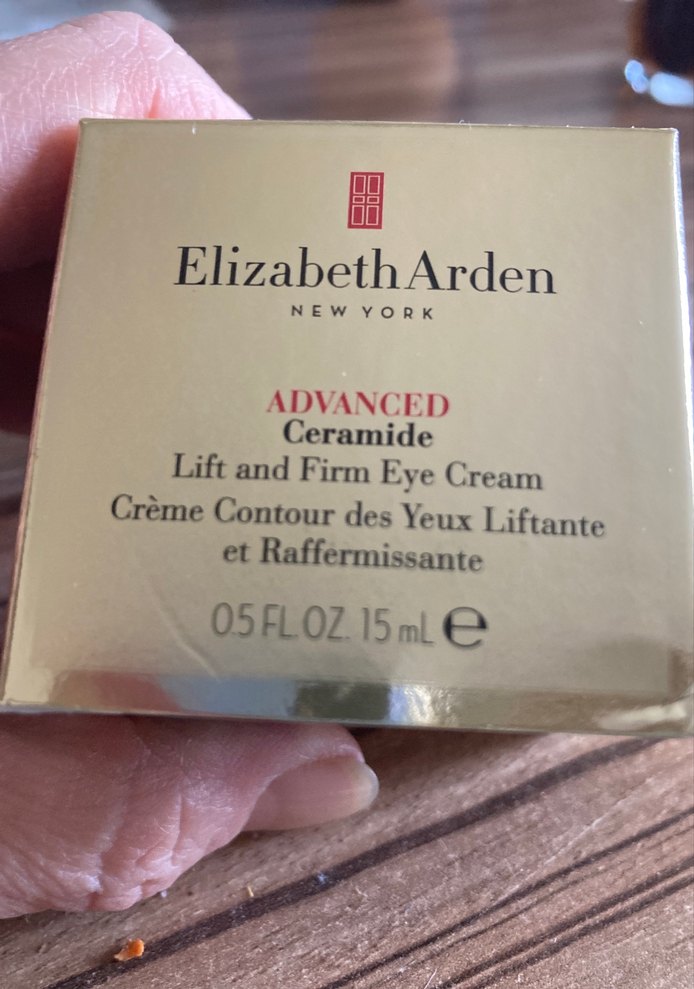 Elizabeth Arden
NEW YORK
ADVANCED
Ceramide
Lift and Firm Eye Cream
Crème Contour des Yeux Liftante
et Raffermissante
0.5 FL. OZ. 15 mL ℮